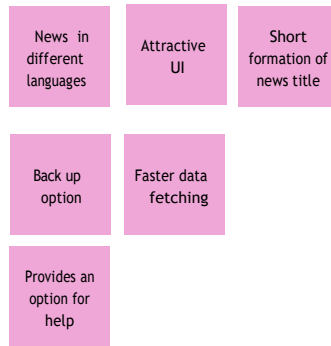 News in
different
languages
Attractive
UI
Short
formation of
news title
Back up
option
Faster data
fetching
Provides an
option for
help